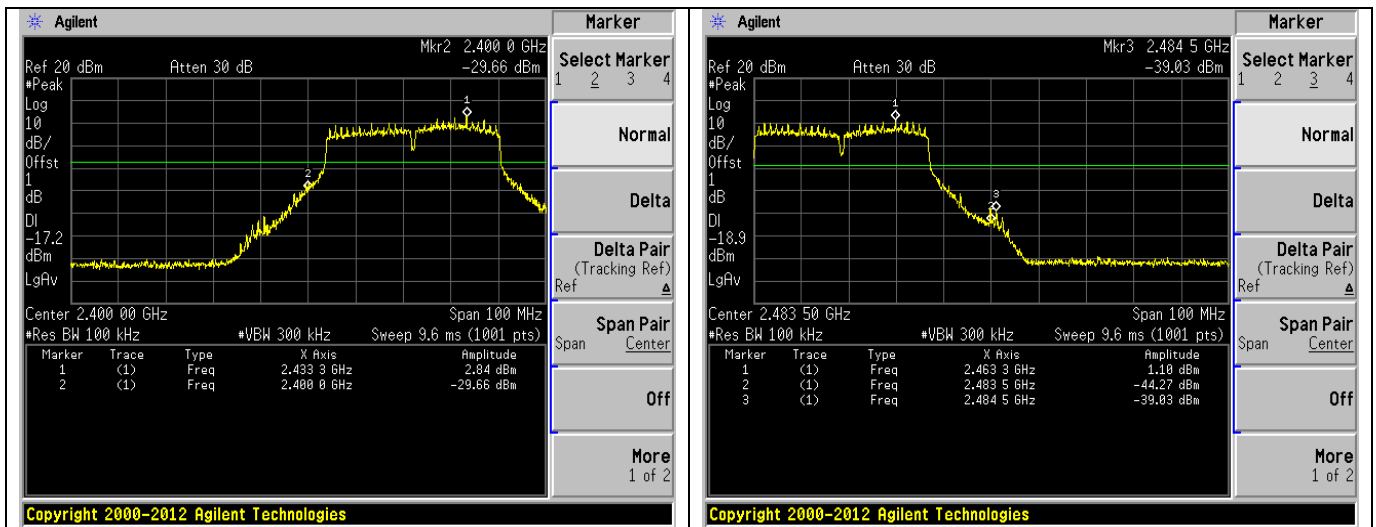 Agilent
Marker
Mkr2 2.400 0 GHz
Ref 20 dBm Atten 30 dB -29.66 dBm
#Peak
Log
10
dB/
Offst
1
dB
DI
-17.2
dBm
LgAv
1
2
Center 2.400 00 GHz Span 100 MHz
#Res BW 100 kHz #VBW 300 kHz Sweep 9.6 ms (1001 pts)
Marker Trace Type X Axis Amplitude
1 (1) Freq 2.433 3 GHz 2.84 dBm
2 (1) Freq 2.400 0 GHz -29.66 dBm
Select Marker
1 2 3 4
Normal
Delta
Delta Pair
(Tracking Ref)
Ref Δ
Span Pair
Span Center
Off
More
1 of 2
Copyright 2000-2012 Agilent Technologies
Agilent
Marker
Mkr3 2.484 5 GHz
Ref 20 dBm Atten 30 dB -39.03 dBm
#Peak
Log
10
dB/
Offst
1
dB
DI
-18.9
dBm
LgAv
1
3
Center 2.483 50 GHz Span 100 MHz
#Res BW 100 kHz #VBW 300 kHz Sweep 9.6 ms (1001 pts)
Marker Trace Type X Axis Amplitude
1 (1) Freq 2.463 3 GHz 1.10 dBm
2 (1) Freq 2.483 5 GHz -44.27 dBm
3 (1) Freq 2.484 5 GHz -39.03 dBm
Select Marker
1 2 3 4
Normal
Delta
Delta Pair
(Tracking Ref)
Ref Δ
Span Pair
Span Center
Off
More
1 of 2
Copyright 2000-2012 Agilent Technologies